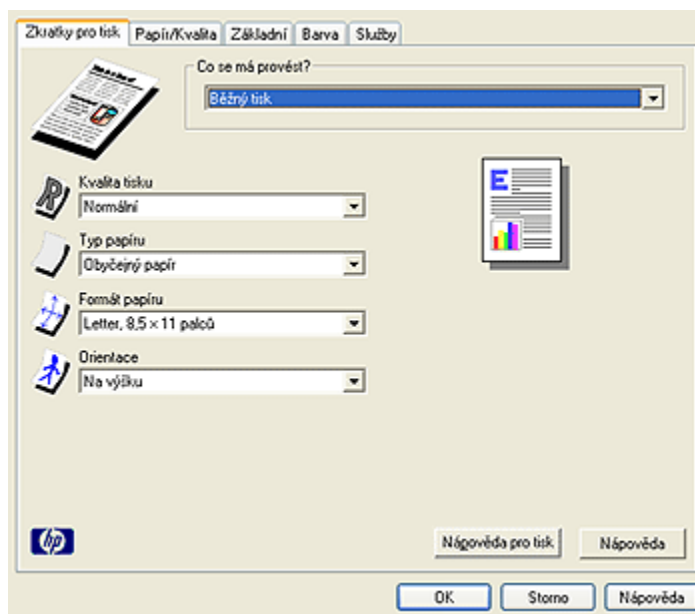 Zkratky pro tisk Papír/Kvalita Základní Barva Služby
Co se má provést?
Běžný tisk
Kvalita tisku
Normální
Typ papíru
Obyčejný papír
Formát papíru
Letter, 8,5 × 11 palců
Orientace
Na výšku
hp
Nápověda pro tisk Nápověda
OK Storno Nápověda